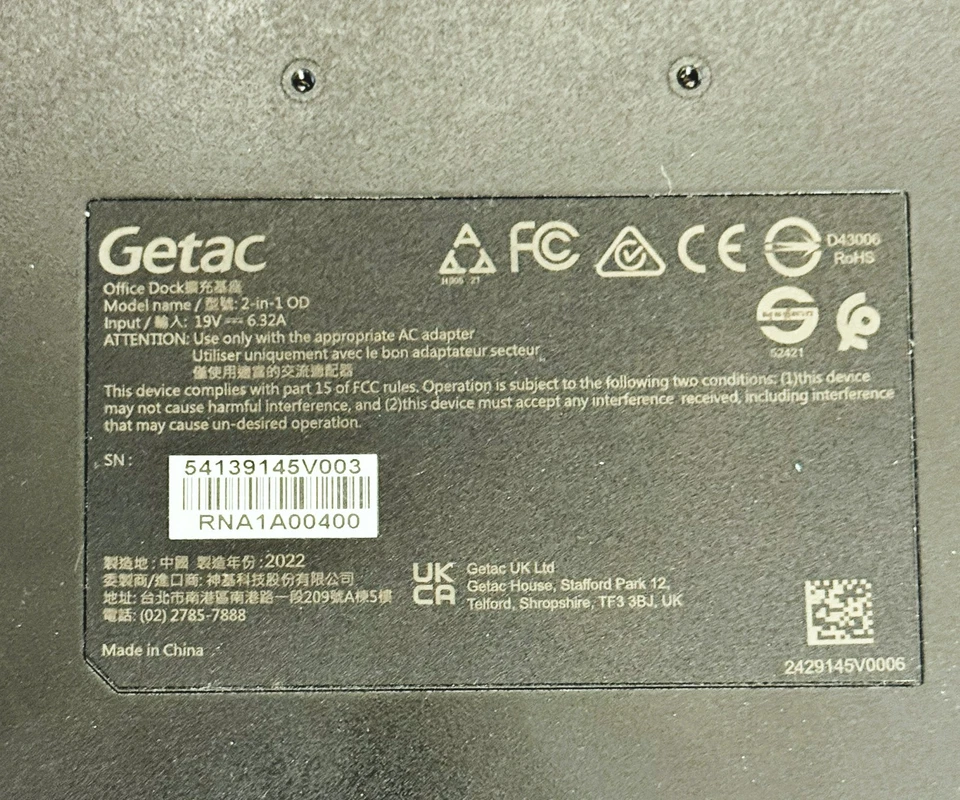 Getac
Office Dock擴充基座
Model name / 型號: 2-in-1 OD
Input / 輸入: 19V 6.32A
ATTENTION: Use only with the appropriate AC adapter
Utiliser uniquement avec le bon adaptateur secteur
僅使用適當的交流適配器
This device complies with part 15 of FCC rules. Operation is subject to the following two conditions: (1)this device
may not cause harmful interference, and (2)this device must accept any interference received, including interference
that may cause un-desired operation.
FC CE
D43006
RoHS
52421
SN :
54139145V003
RNA1A00400
製造地 : 中國 製造年份 : 2022
委製商/進口商: 神基科技股份有限公司
地址: 台北市南港區南港路一段209號A棟5樓
電話: (02) 2785-7888
Made in China
UK
CA
Getac UK Ltd
Getac House, Stafford Park 12,
Telford, Shropshire, TF3 3BJ, UK
2429145V0006